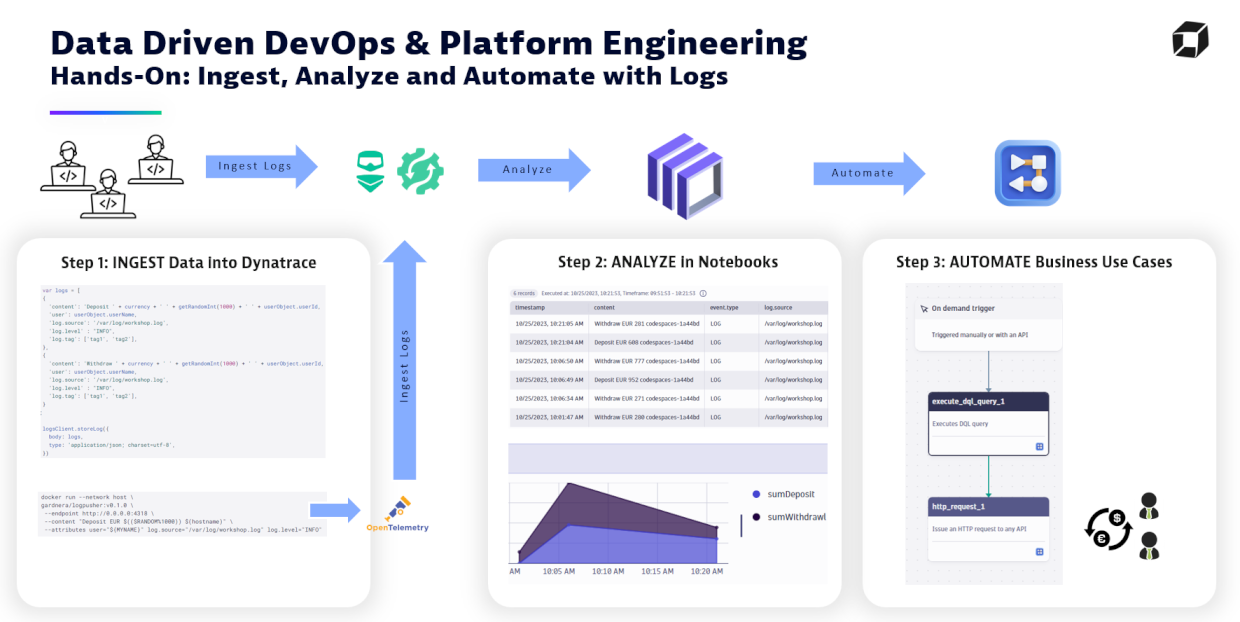 Data Driven DevOps & Platform Engineering
Hands-On: Ingest, Analyze and Automate with Logs
Ingest Logs
Analyze
Automate
Step 1: INGEST Data into Dynatrace
var logs = [
{
'content': 'Deposit ' + currency + ' ' + getRandomInt(1000) + ' ' + userObject.userId,
'user': userObject.userName,
'log.source': '/var/log/workshop.log',
'log.level' : "INFO",
'log.tag': ['tag1', 'tag2'],
},
{
'content': 'Withdraw ' + currency + ' ' + getRandomInt(1000) + ' ' + userObject.userId,
'user': userObject.userName,
'log.source': '/var/log/workshop.log',
'log.level' : "INFO",
'log.tag': ['tag1', 'tag2'],
}
logsClient.storeLog({
body: logs,
type: 'application/json; charset=utf-8',
})
docker run --network host \
gardnera/logpusher:v0.1.0 \
--endpoint http://0.0.0.0:4318 \
--content "Deposit EUR $(($RANDOM%1000)) $(hostname)" \
--attributes user="${MYNAME}" log.source="/var/log/workshop.log" log.level="INFO"
Ingest Logs
OpenTelemetry
Step 2: ANALYZE in Notebooks
6 records Executed at: 10/25/2023, 10:21:53, Timeframe: 09:51:53 - 10:21:53
timestamp content event.type log.source
10/25/2023, 10:21:05 AM Withdraw EUR 281 codespaces-1a44bd LOG /var/log/workshop.log
10/25/2023, 10:21:04 AM Deposit EUR 608 codespaces-1a44bd LOG /var/log/workshop.log
10/25/2023, 10:06:50 AM Withdraw EUR 777 codespaces-1a44bd LOG /var/log/workshop.log
10/25/2023, 10:06:49 AM Deposit EUR 952 codespaces-1a44bd LOG /var/log/workshop.log
10/25/2023, 10:06:34 AM Withdraw EUR 271 codespaces-1a44bd LOG /var/log/workshop.log
10/25/2023, 10:01:47 AM Withdraw EUR 280 codespaces-1a44bd LOG /var/log/workshop.log
sumDeposit
sumWithdrawl
AM 10:05 AM 10:10 AM 10:15 AM 10:20 AM
Step 3: AUTOMATE Business Use Cases
On demand trigger
Triggered manually or with an API
execute_dql_query_1
Executes DQL query
http_request_1
Issue an HTTP request to any API
$
€